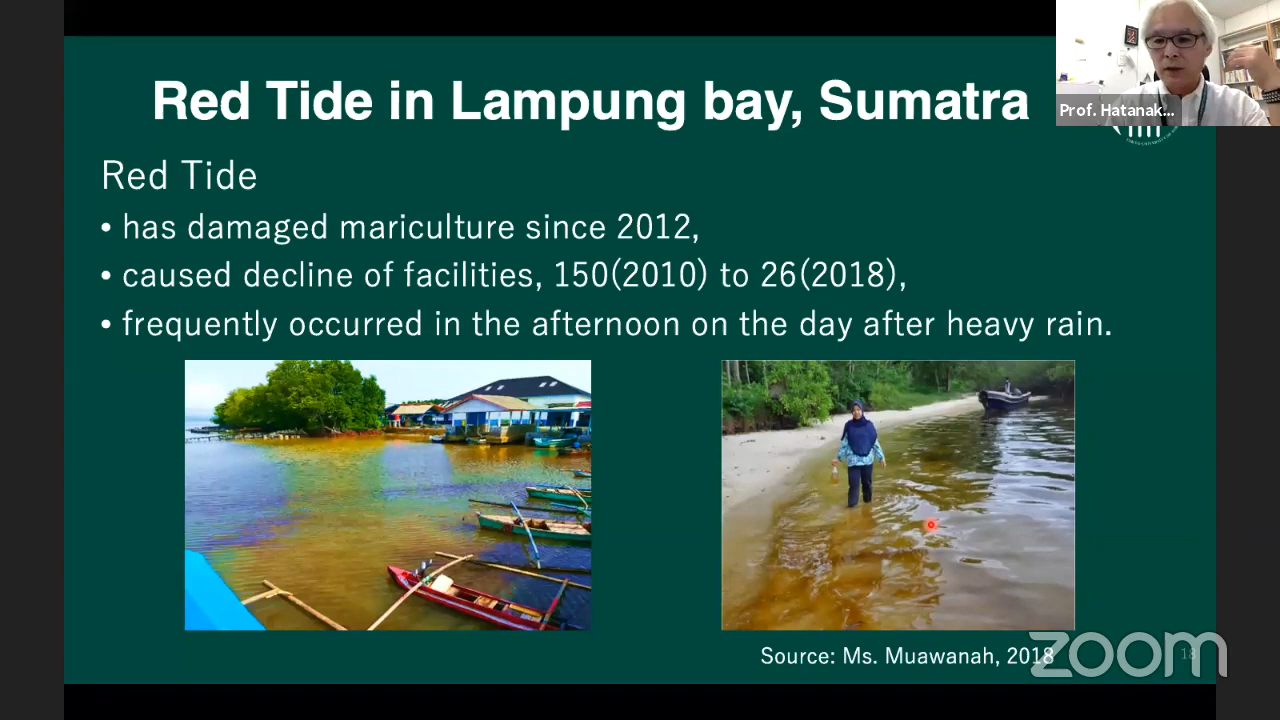 Red Tide in Lampung bay, Sumatra
Prof. Hatanak...
Red Tide
• has damaged mariculture since 2012,
• caused decline of facilities, 150(2010) to 26(2018),
• frequently occurred in the afternoon on the day after heavy rain.
Source: Ms. Muawanah, 2018
zoom
18